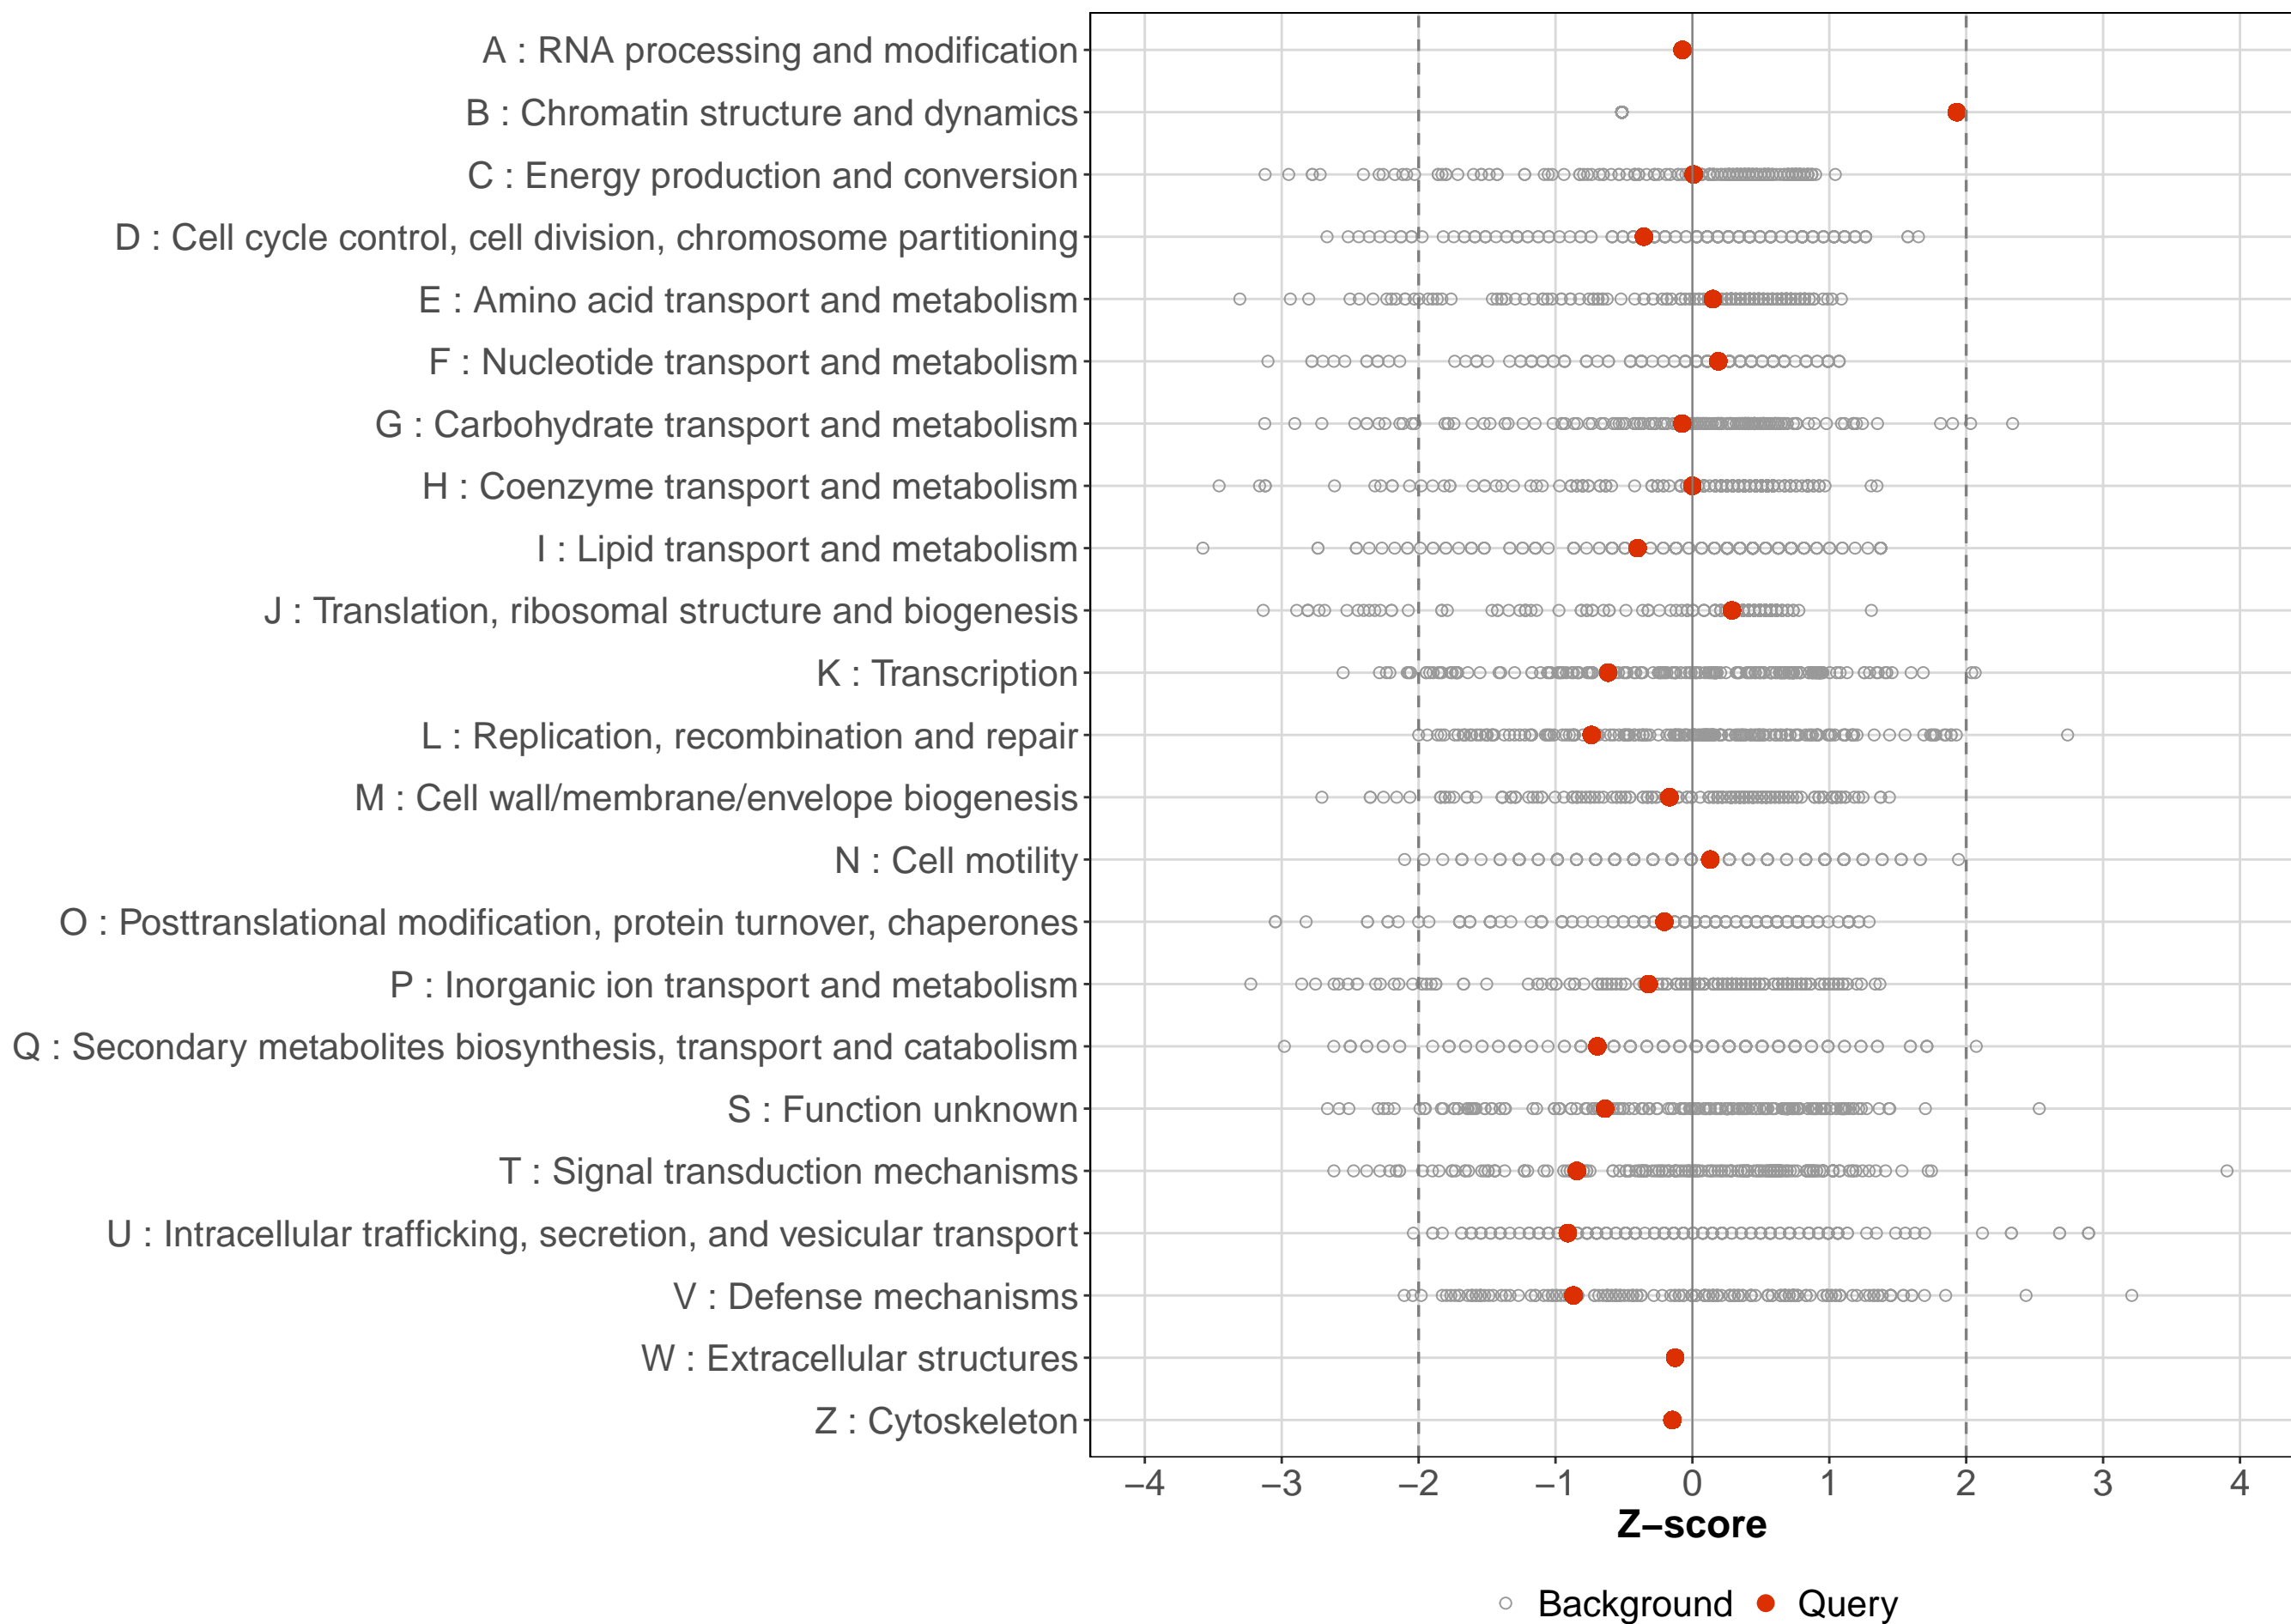 A : RNA processing and modification
B : Chromatin structure and dynamics
C : Energy production and conversion
D : Cell cycle control, cell division, chromosome partitioning
E : Amino acid transport and metabolism
F : Nucleotide transport and metabolism
G : Carbohydrate transport and metabolism
H : Coenzyme transport and metabolism
I : Lipid transport and metabolism
J : Translation, ribosomal structure and biogenesis
K : Transcription
L : Replication, recombination and repair
M : Cell wall/membrane/envelope biogenesis
N : Cell motility
O : Posttranslational modification, protein turnover, chaperones
P : Inorganic ion transport and metabolism
Q : Secondary metabolites biosynthesis, transport and catabolism
S : Function unknown
T : Signal transduction mechanisms
U : Intracellular trafficking, secretion, and vesicular transport
V : Defense mechanisms
W : Extracellular structures
Z : Cytoskeleton
−4 −3 −2 −1 0 1 2 3 4
Z−score
Background Query